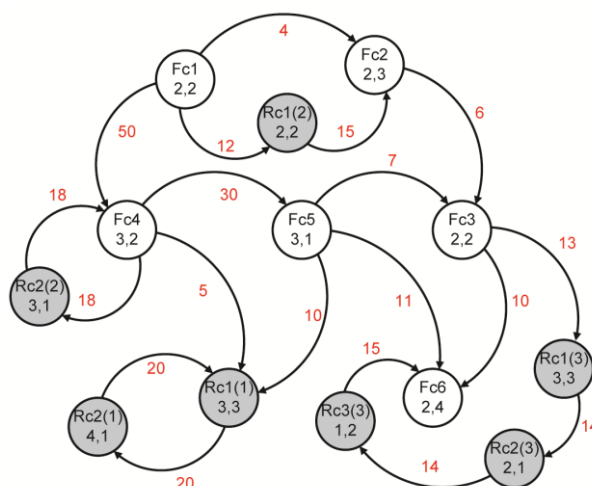 4
Fc1
2,2
Fc2
2,3
Rc1(2)
2,2
50
12
15
6
7
18
30
Fc4
3,2
Fc5
3,1
Fc3
2,2
13
Rc2(2)
3,1
18
5
10
11
10
20
15
Rc1(3)
3,3
Rc1(1)
3,3
Fc6
2,4
Rc2(1)
4,1
Rc3(3)
1,2
14
Rc2(3)
2,1
14
20